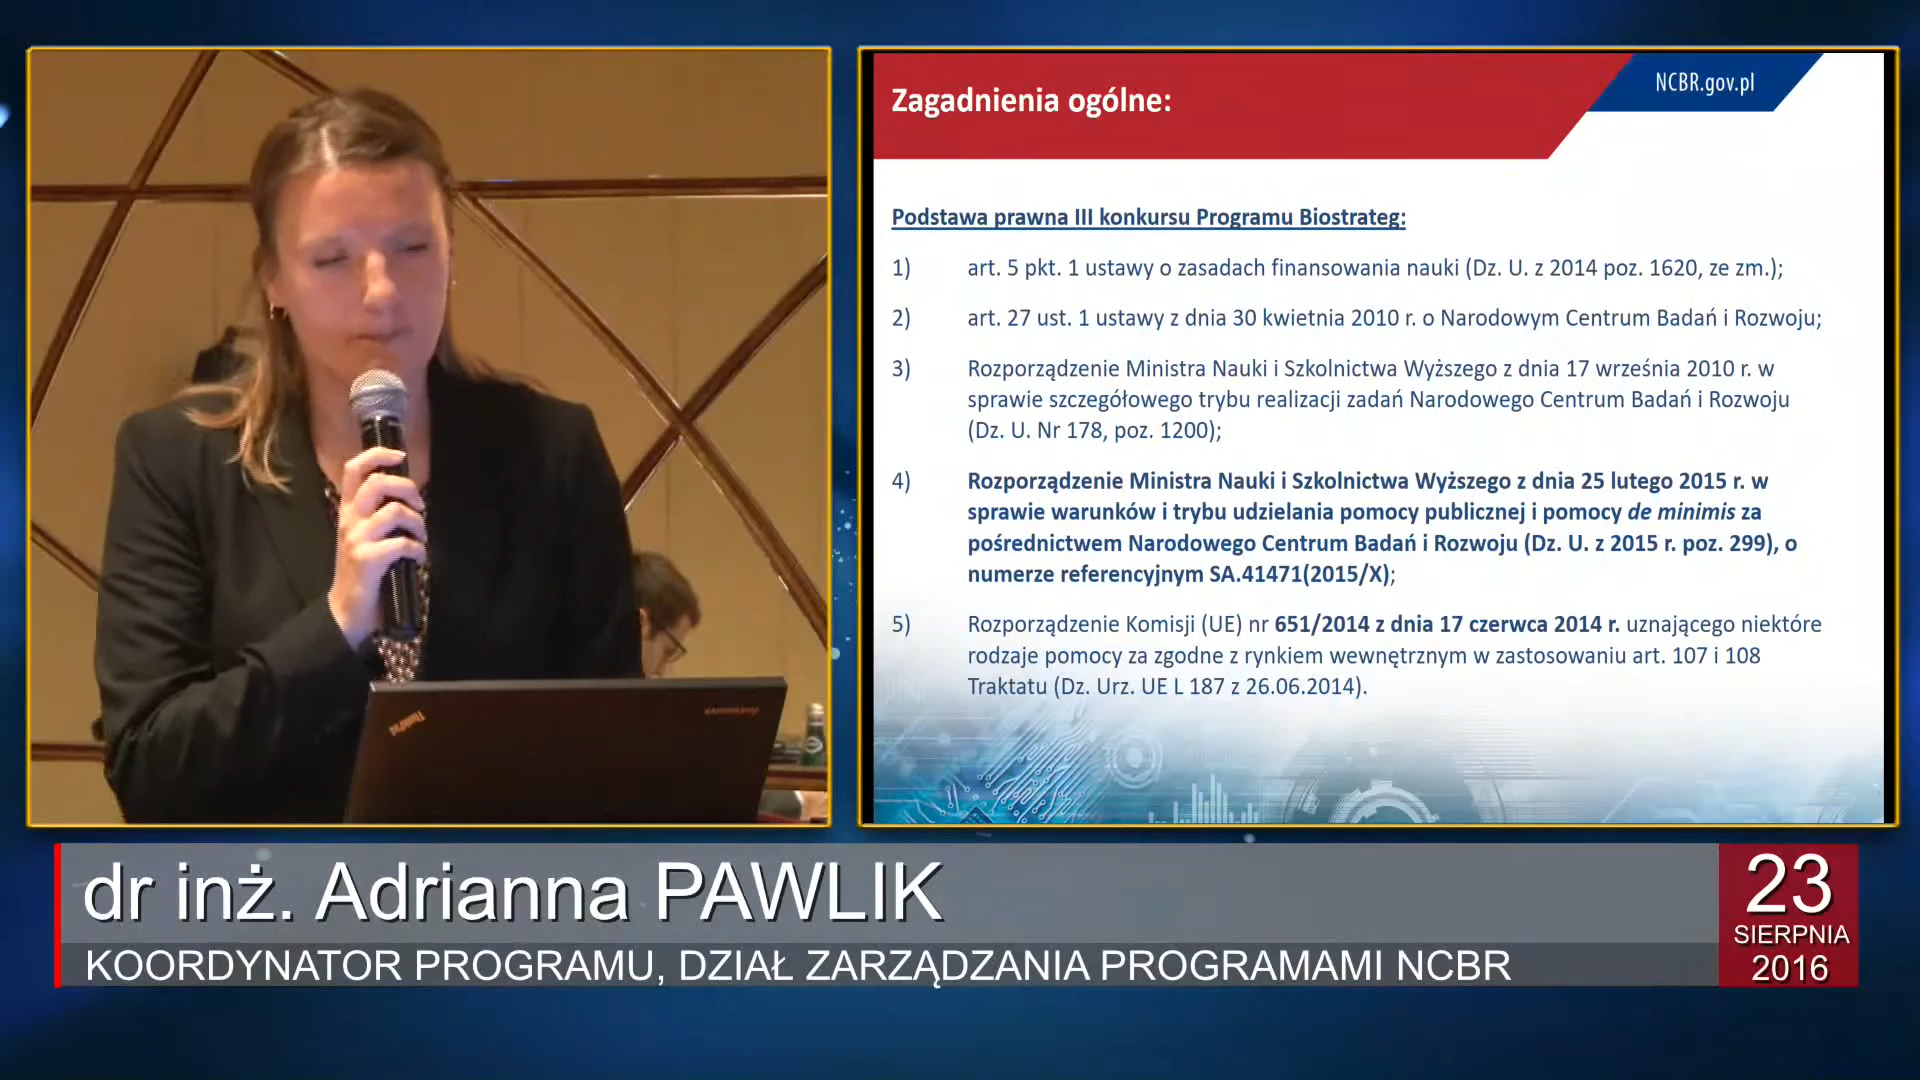 Zagadnienia ogólne:
NCBR.gov.pl
Podstawa prawna III konkursu Programu Biostrateg:
1) art. 5 pkt. 1 ustawy o zasadach finansowania nauki (Dz. U. z 2014 poz. 1620, ze zm.);
2) art. 27 ust. 1 ustawy z dnia 30 kwietnia 2010 r. o Narodowym Centrum Badań i Rozwoju;
3) Rozporządzenie Ministra Nauki i Szkolnictwa Wyższego z dnia 17 września 2010 r. w
sprawie szczegółowego trybu realizacji zadań Narodowego Centrum Badań i Rozwoju
(Dz. U. Nr 178, poz. 1200);
4) Rozporządzenie Ministra Nauki i Szkolnictwa Wyższego z dnia 25 lutego 2015 r. w
sprawie warunków i trybu udzielania pomocy publicznej i pomocy de minimis za
pośrednictwem Narodowego Centrum Badań i Rozwoju (Dz. U. z 2015 r. poz. 299), o
numerze referencyjnym SA.41471(2015/X);
5) Rozporządzenie Komisji (UE) nr 651/2014 z dnia 17 czerwca 2014 r. uznającego niektóre
rodzaje pomocy za zgodne z rynkiem wewnętrznym w zastosowaniu art. 107 i 108
Traktatu (Dz. Urz. UE L 187 z 26.06.2014).
ThinkPad
dr inż. Adrianna PAWLIK
KOORDYNATOR PROGRAMU, DZIAŁ ZARZĄDZANIA PROGRAMAMI NCBR
23
SIERPNIA
2016